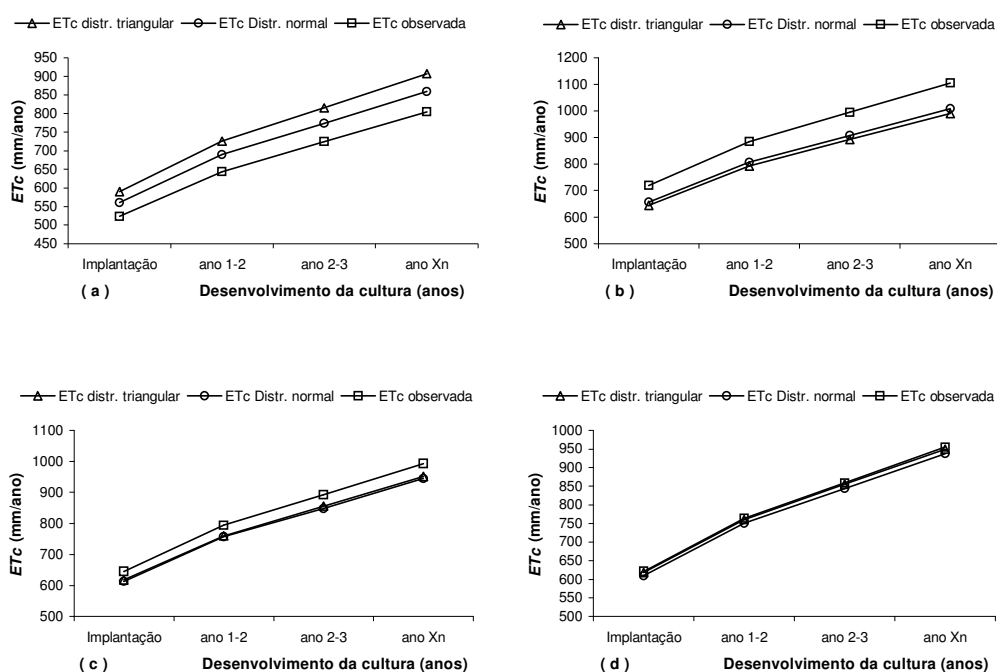 ETc distr. triangular ETc Distr. normal ETc observada
950
900
850
800
750
700
650
600
550
500
450
ETc (mm/ano)
Implantação ano 1-2 ano 2-3 ano Xn
( a ) Desenvolvimento da cultura (anos)
ETc distr. triangular ETc Distr. normal ETc observada
1200
1100
1000
900
800
700
600
500
ETc (mm/ano)
Implantação ano 1-2 ano 2-3 ano Xn
( b ) Desenvolvimento da cultura (anos)
ETc distr. triangular ETc Distr. normal ETc observada
1100
1000
900
800
700
600
500
ETc (mm/ano)
Implantação ano 1-2 ano 2-3 ano Xn
( c ) Desenvolvimento da cultura (anos)
ETc distr. triangular ETc Distr. normal ETc observada
1000
950
900
850
800
750
700
650
600
550
500
ETc (mm/ano)
Implantação ano 1-2 ano 2-3 ano Xn
( d ) Desenvolvimento da cultura (anos)